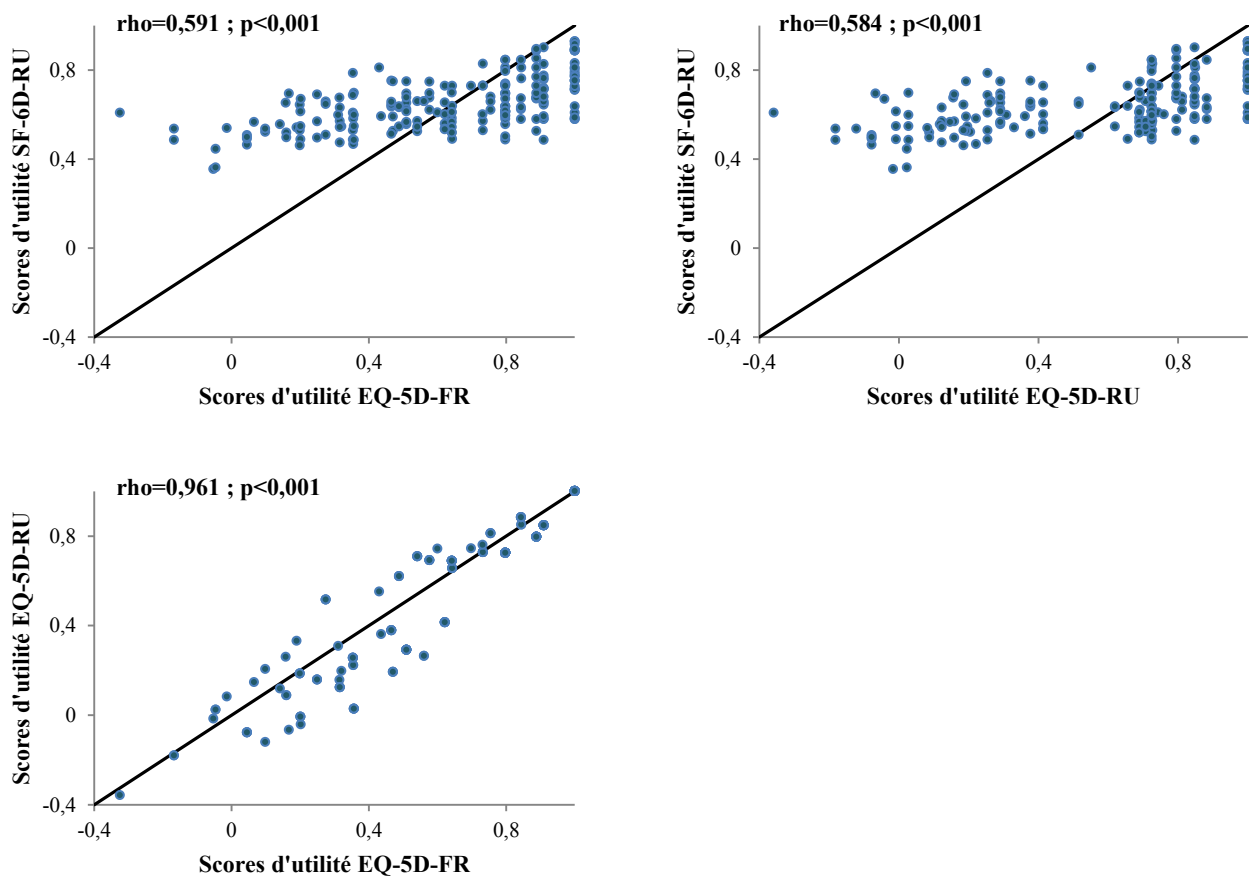 rho=0,591 ; p<0,001
Scores d'utilité SF-6D-RU
0,8
0,4
0
-0,4
-0,4 0 0,4 0,8
Scores d'utilité EQ-5D-FR
rho=0,584 ; p<0,001
Scores d'utilité SF-6D-RU
0,8
0,4
0
-0,4
-0,4 0 0,4 0,8
Scores d'utilité EQ-5D-RU
rho=0,961 ; p<0,001
Scores d'utilité EQ-5D-RU
0,8
0,4
0
-0,4
-0,4 0 0,4 0,8
Scores d'utilité EQ-5D-FR